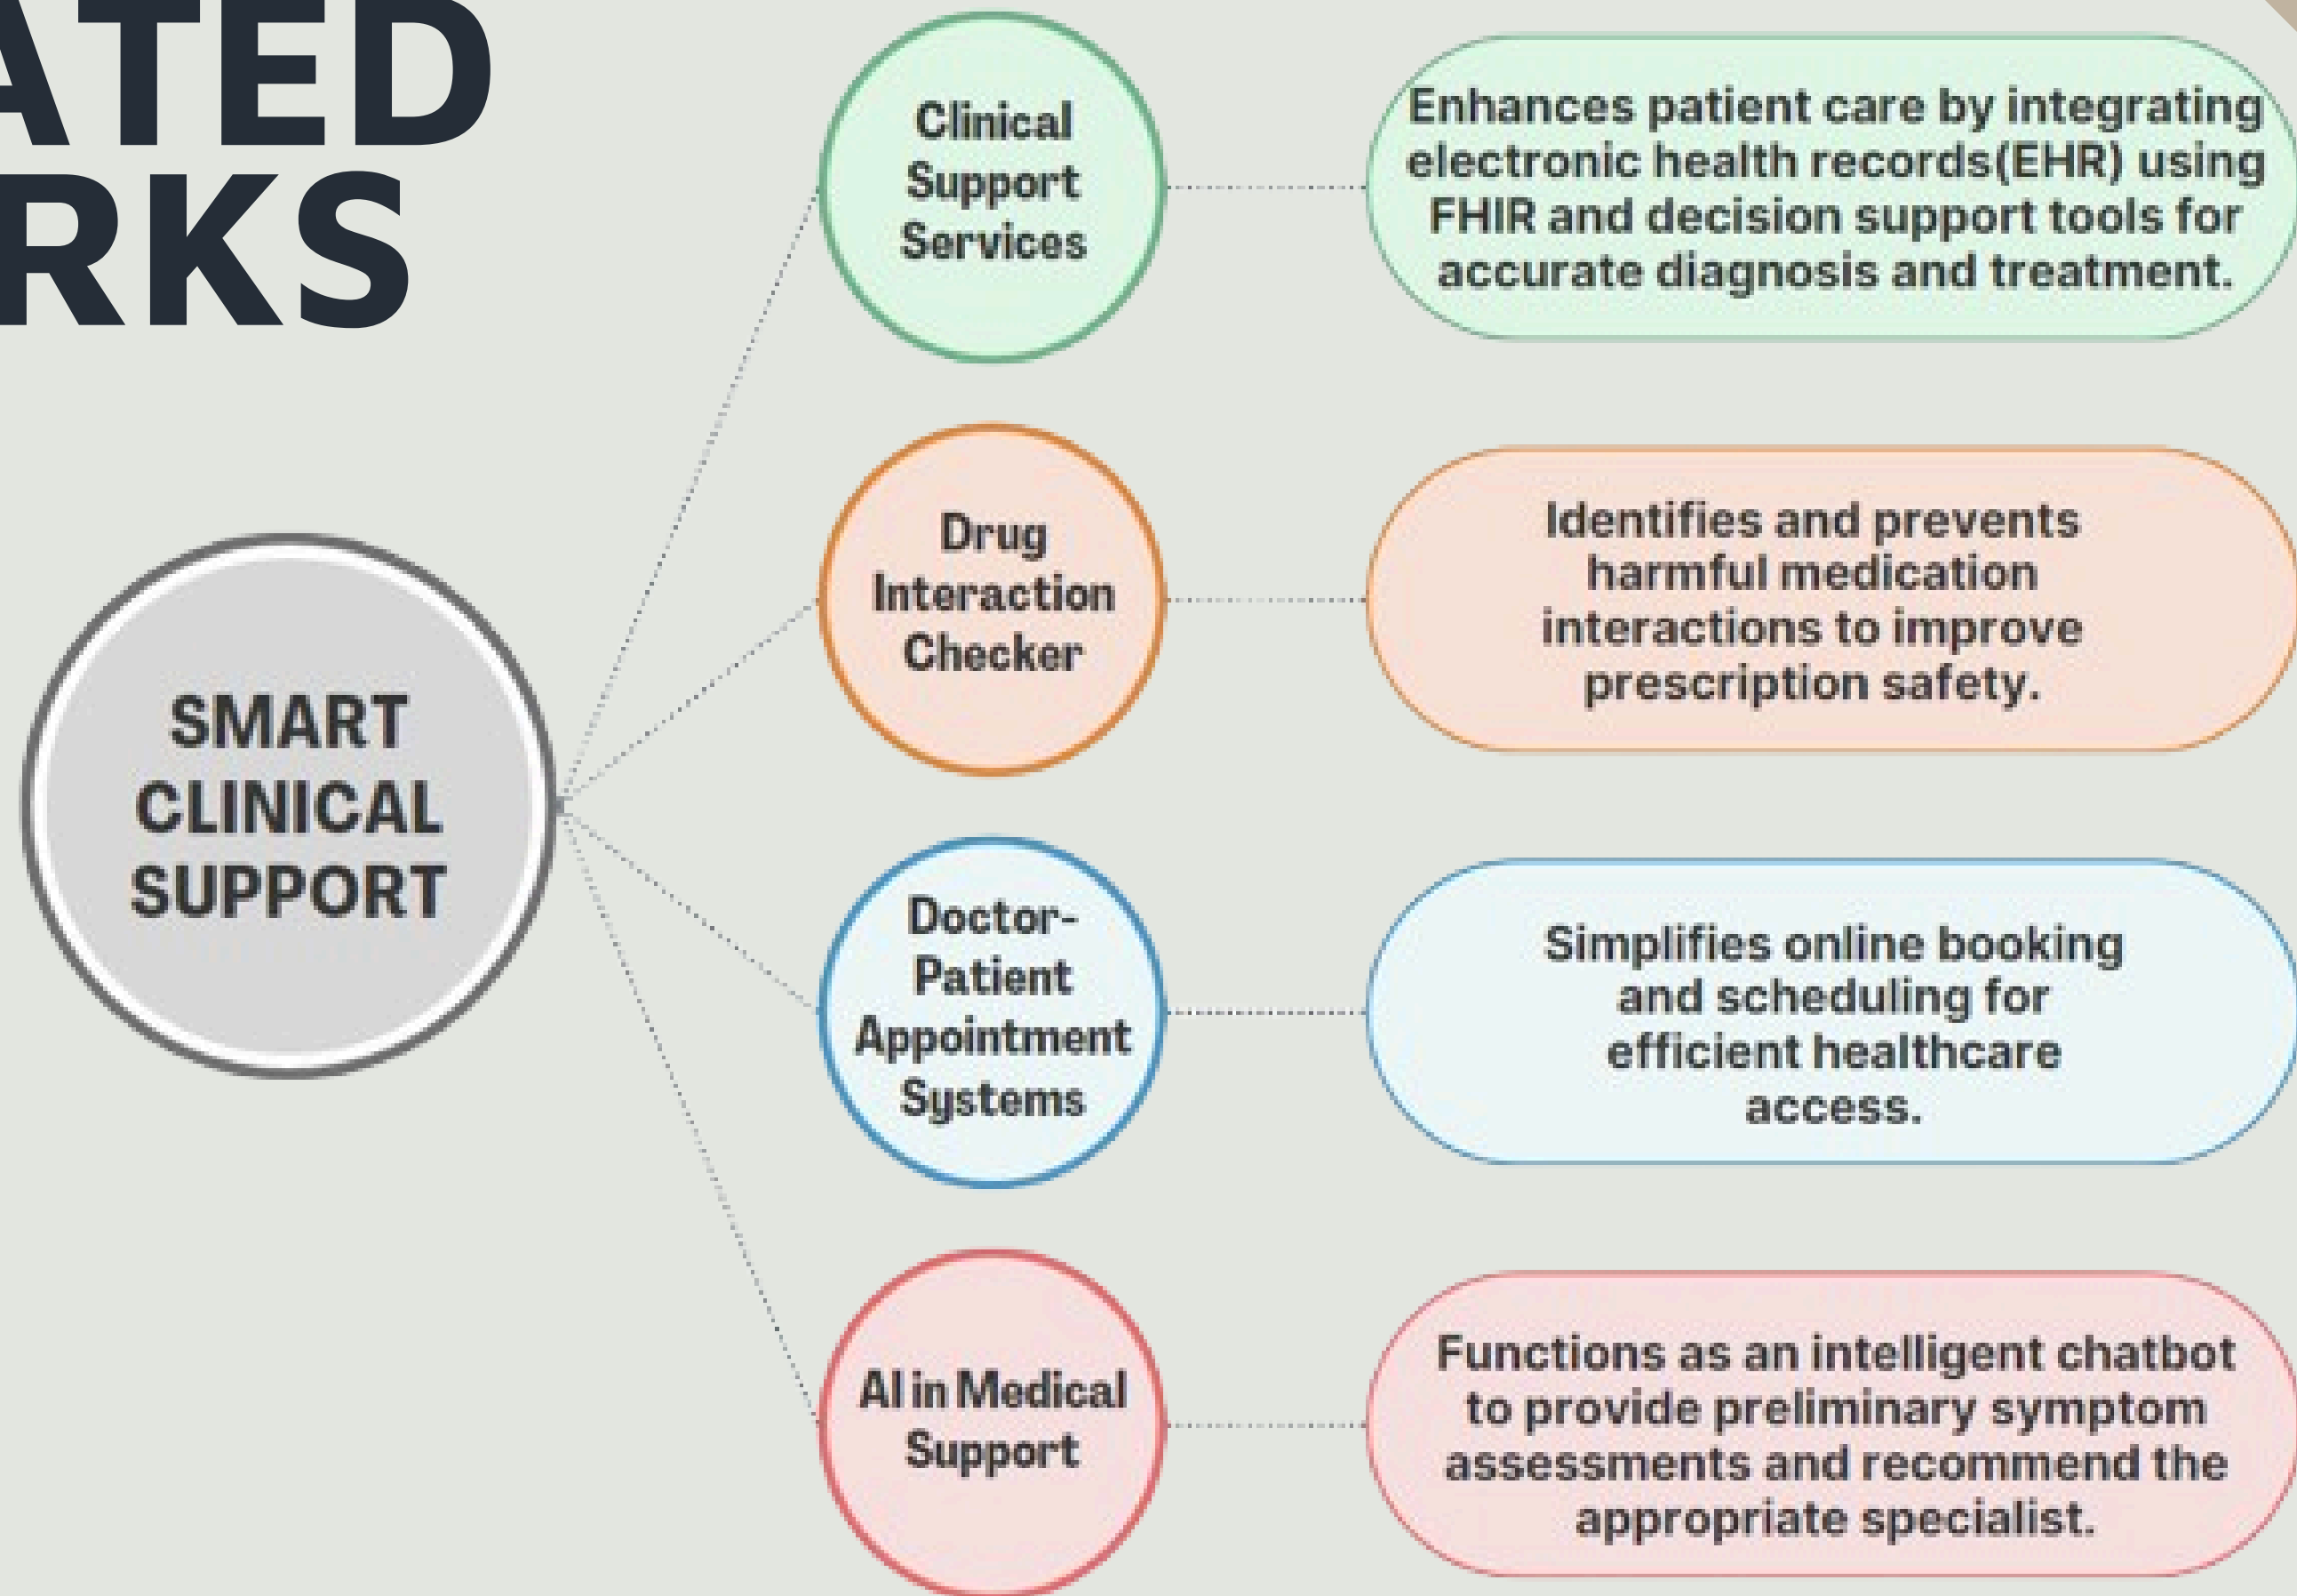 ATED
RKS
SMART
CLINICAL
SUPPORT
Clinical
Support
Services
Enhances patient care by integrating
electronic health records(EHR) using
FHIR and decision support tools for
accurate diagnosis and treatment.
Drug
Interaction
Checker
Identifies and prevents
harmful medication
interactions to improve
prescription safety.
Doctor-
Patient
Appointment
Systems
Simplifies online booking
and scheduling for
efficient healthcare
access.
AI in Medical
Support
Functions as an intelligent chatbot
to provide preliminary symptom
assessments and recommend the
appropriate specialist.